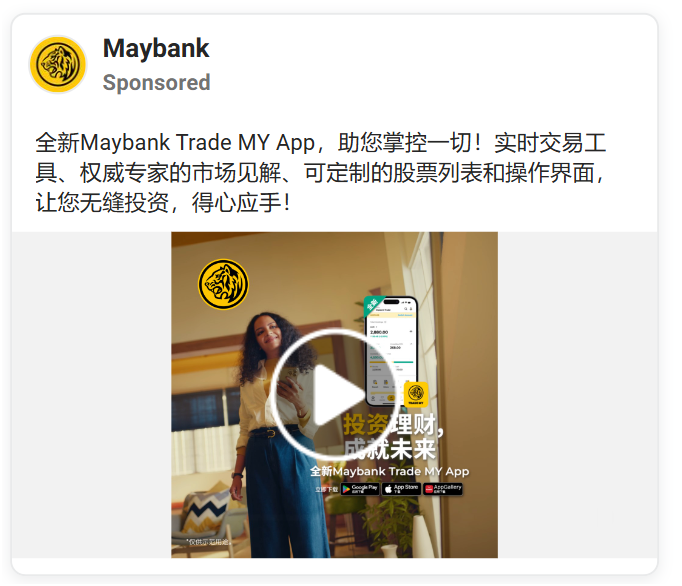 Maybank
Sponsored
全新Maybank Trade MY App，助您掌控一切！实时交易工
具、权威专家的市场见解、可定制的股票列表和操作界面，
让您无缝投资，得心应手！
全新
2,880.00
TRADE MY
投资理财，
成就未来
全新Maybank Trade MY App
立即下载
Google Play
App Store
AppGallery
*仅供示范用途。